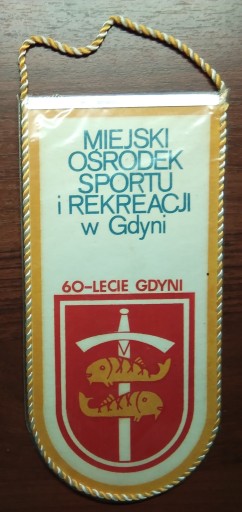 MIEJSKI
OŚRODEK
SPORTU
i REKREACJI
w Gdyni
60-LECIE GDYNI